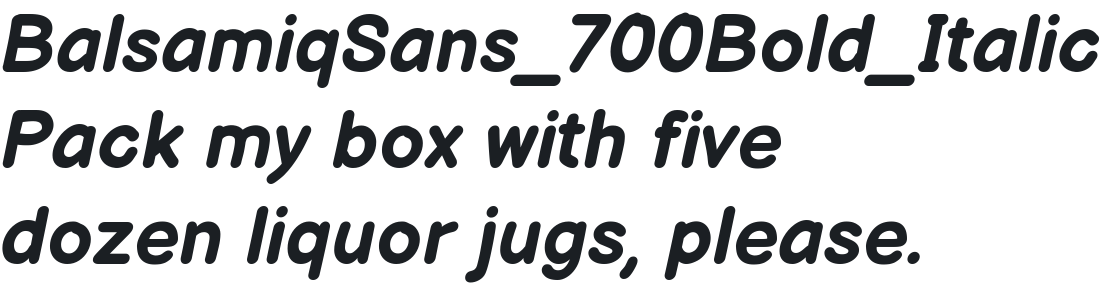 BalsamiqSans_700Bold_Italic
Pack my box with five
dozen liquor jugs, please.